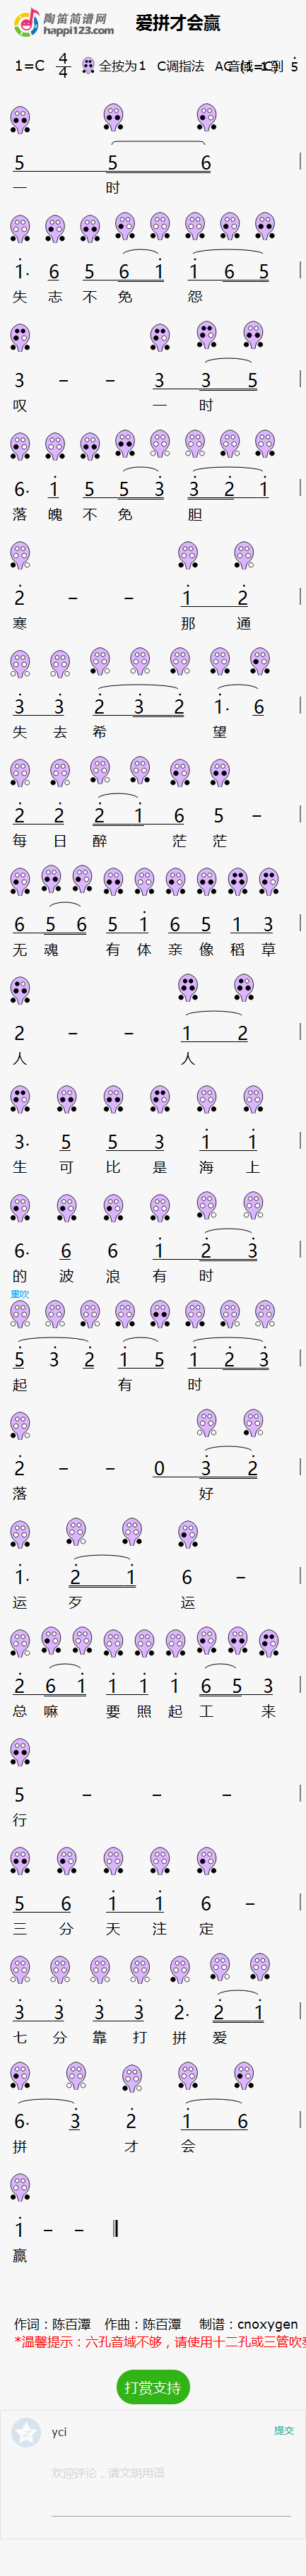 陶笛简谱网
happi123.com
爱拼才会赢
1=C 4/4 全按为1 C调指法 AC音域(1=C) 到 5
5 5 6
一 时
1· 6 5 6 1 1 6 5
失 志 不 免 怨
3 - - 3 3 5
叹 一 时
6· 1 5 5 3 3 2 1
落 魄 不 免 胆
2 - - 1 2
寒 那 通
3 3 2 3 2 1· 6
失 去 希 望
2 2 2 1 6 5 -
每 日 醉 茫 茫
6 5 6 5 1 6 5 1 3
无 魂 有 体 亲 像 稻 草
2 - - 1 2
人 人
3· 5 5 3 1 1
生 可 比 是 海 上
6· 6 6 1 2 3
的 波 浪 有 时
重吹
5 3 2 1 5 1 2 3
起 有 时
2 - - 0 3 2
落 好
1· 2 1 6 -
运 歹 运
2 6 1 1 1 1 6 5 3
总 嘛 要 照 起 工 来
5 - - -
行
5 6 1 1 6 -
三 分 天 注 定
3 3 3 3 2· 2 1
七 分 靠 打 拼 爱
6· 3 2 1 6
拼 才 会
1 - -
赢
作词：陈百潭 作曲：陈百潭 制谱：cnoxygen
*温馨提示：六孔音域不够，请使用十二孔或三管吹奏
打赏支持
yci 提交
欢迎评论，请文明用语